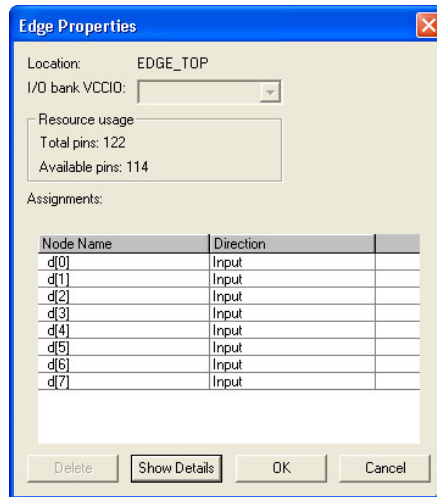 Edge Properties
Location: EDGE_TOP
I/O bank VCCIO:
Resource usage
Total pins: 122
Available pins: 114
Assignments:
Node Name Direction
d[0] Input
d[1] Input
d[2] Input
d[3] Input
d[4] Input
d[5] Input
d[6] Input
d[7] Input
Delete Show Details OK Cancel